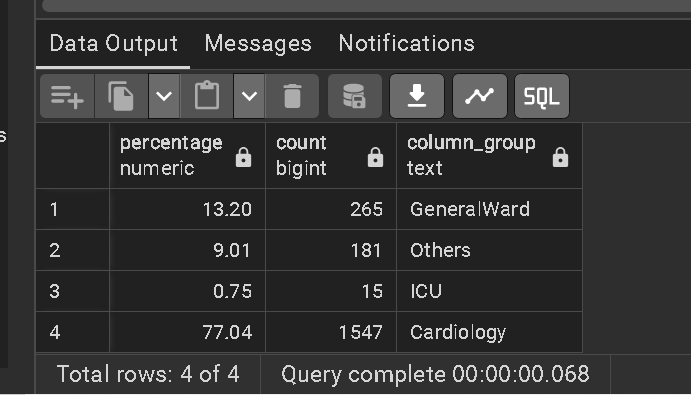 Data Output Messages Notifications
SQL
s
percentage count column_group
numeric bigint text
1 13.20 265 GeneralWard
2 9.01 181 Others
3 0.75 15 ICU
4 77.04 1547 Cardiology
Total rows: 4 of 4 Query complete 00:00:00.068